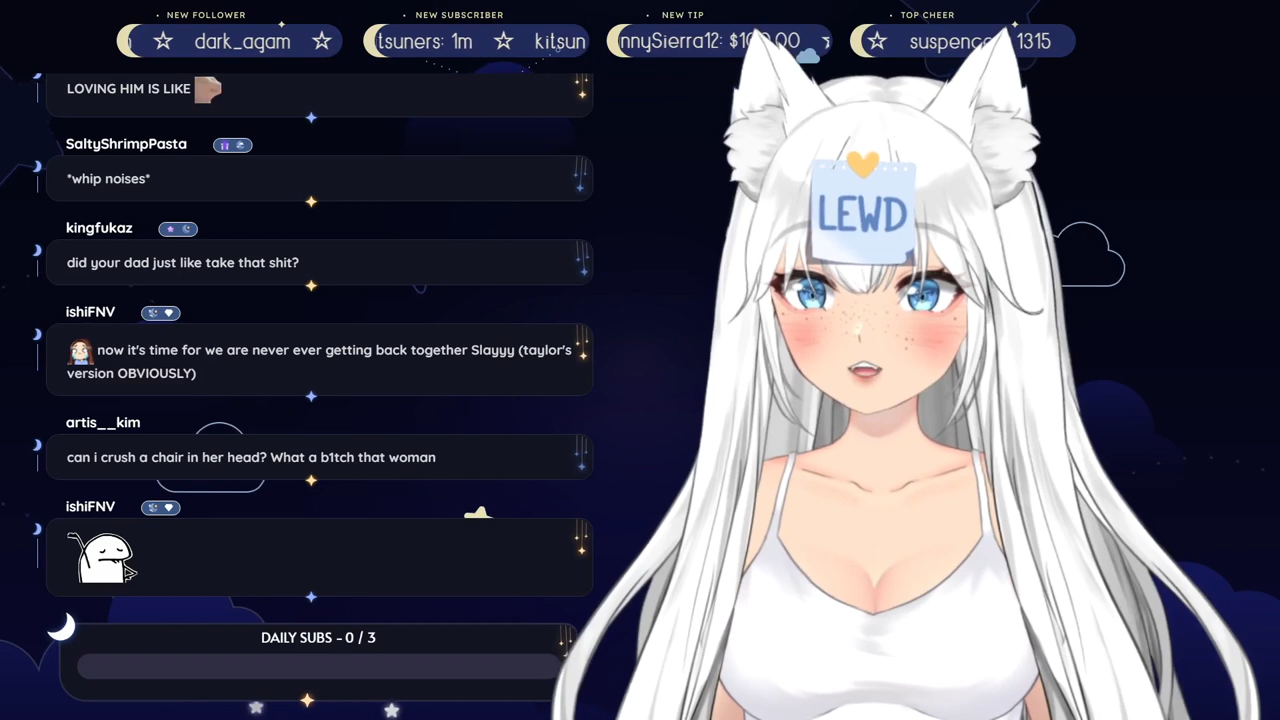 NEW FOLLOWER
NEW SUBSCRIBER
NEW TIP
TOP CHEER
dark_agam
tsuners: 1m
kitsun
nnySierra12:
1315
LOVING HIM IS LIKE
SaltyShrimpPasta
*whip noises*
kingfukaz
did your dad just like take that shit?
ishiFNV
now it's time for we are never ever getting back together Slayyy (taylor's
version OBVIOUSLY)
artis__kim
can i crush a chair in her head? What a b1tch that woman
ishiFNV
DAILY SUBS - 0 / 3
LEWD